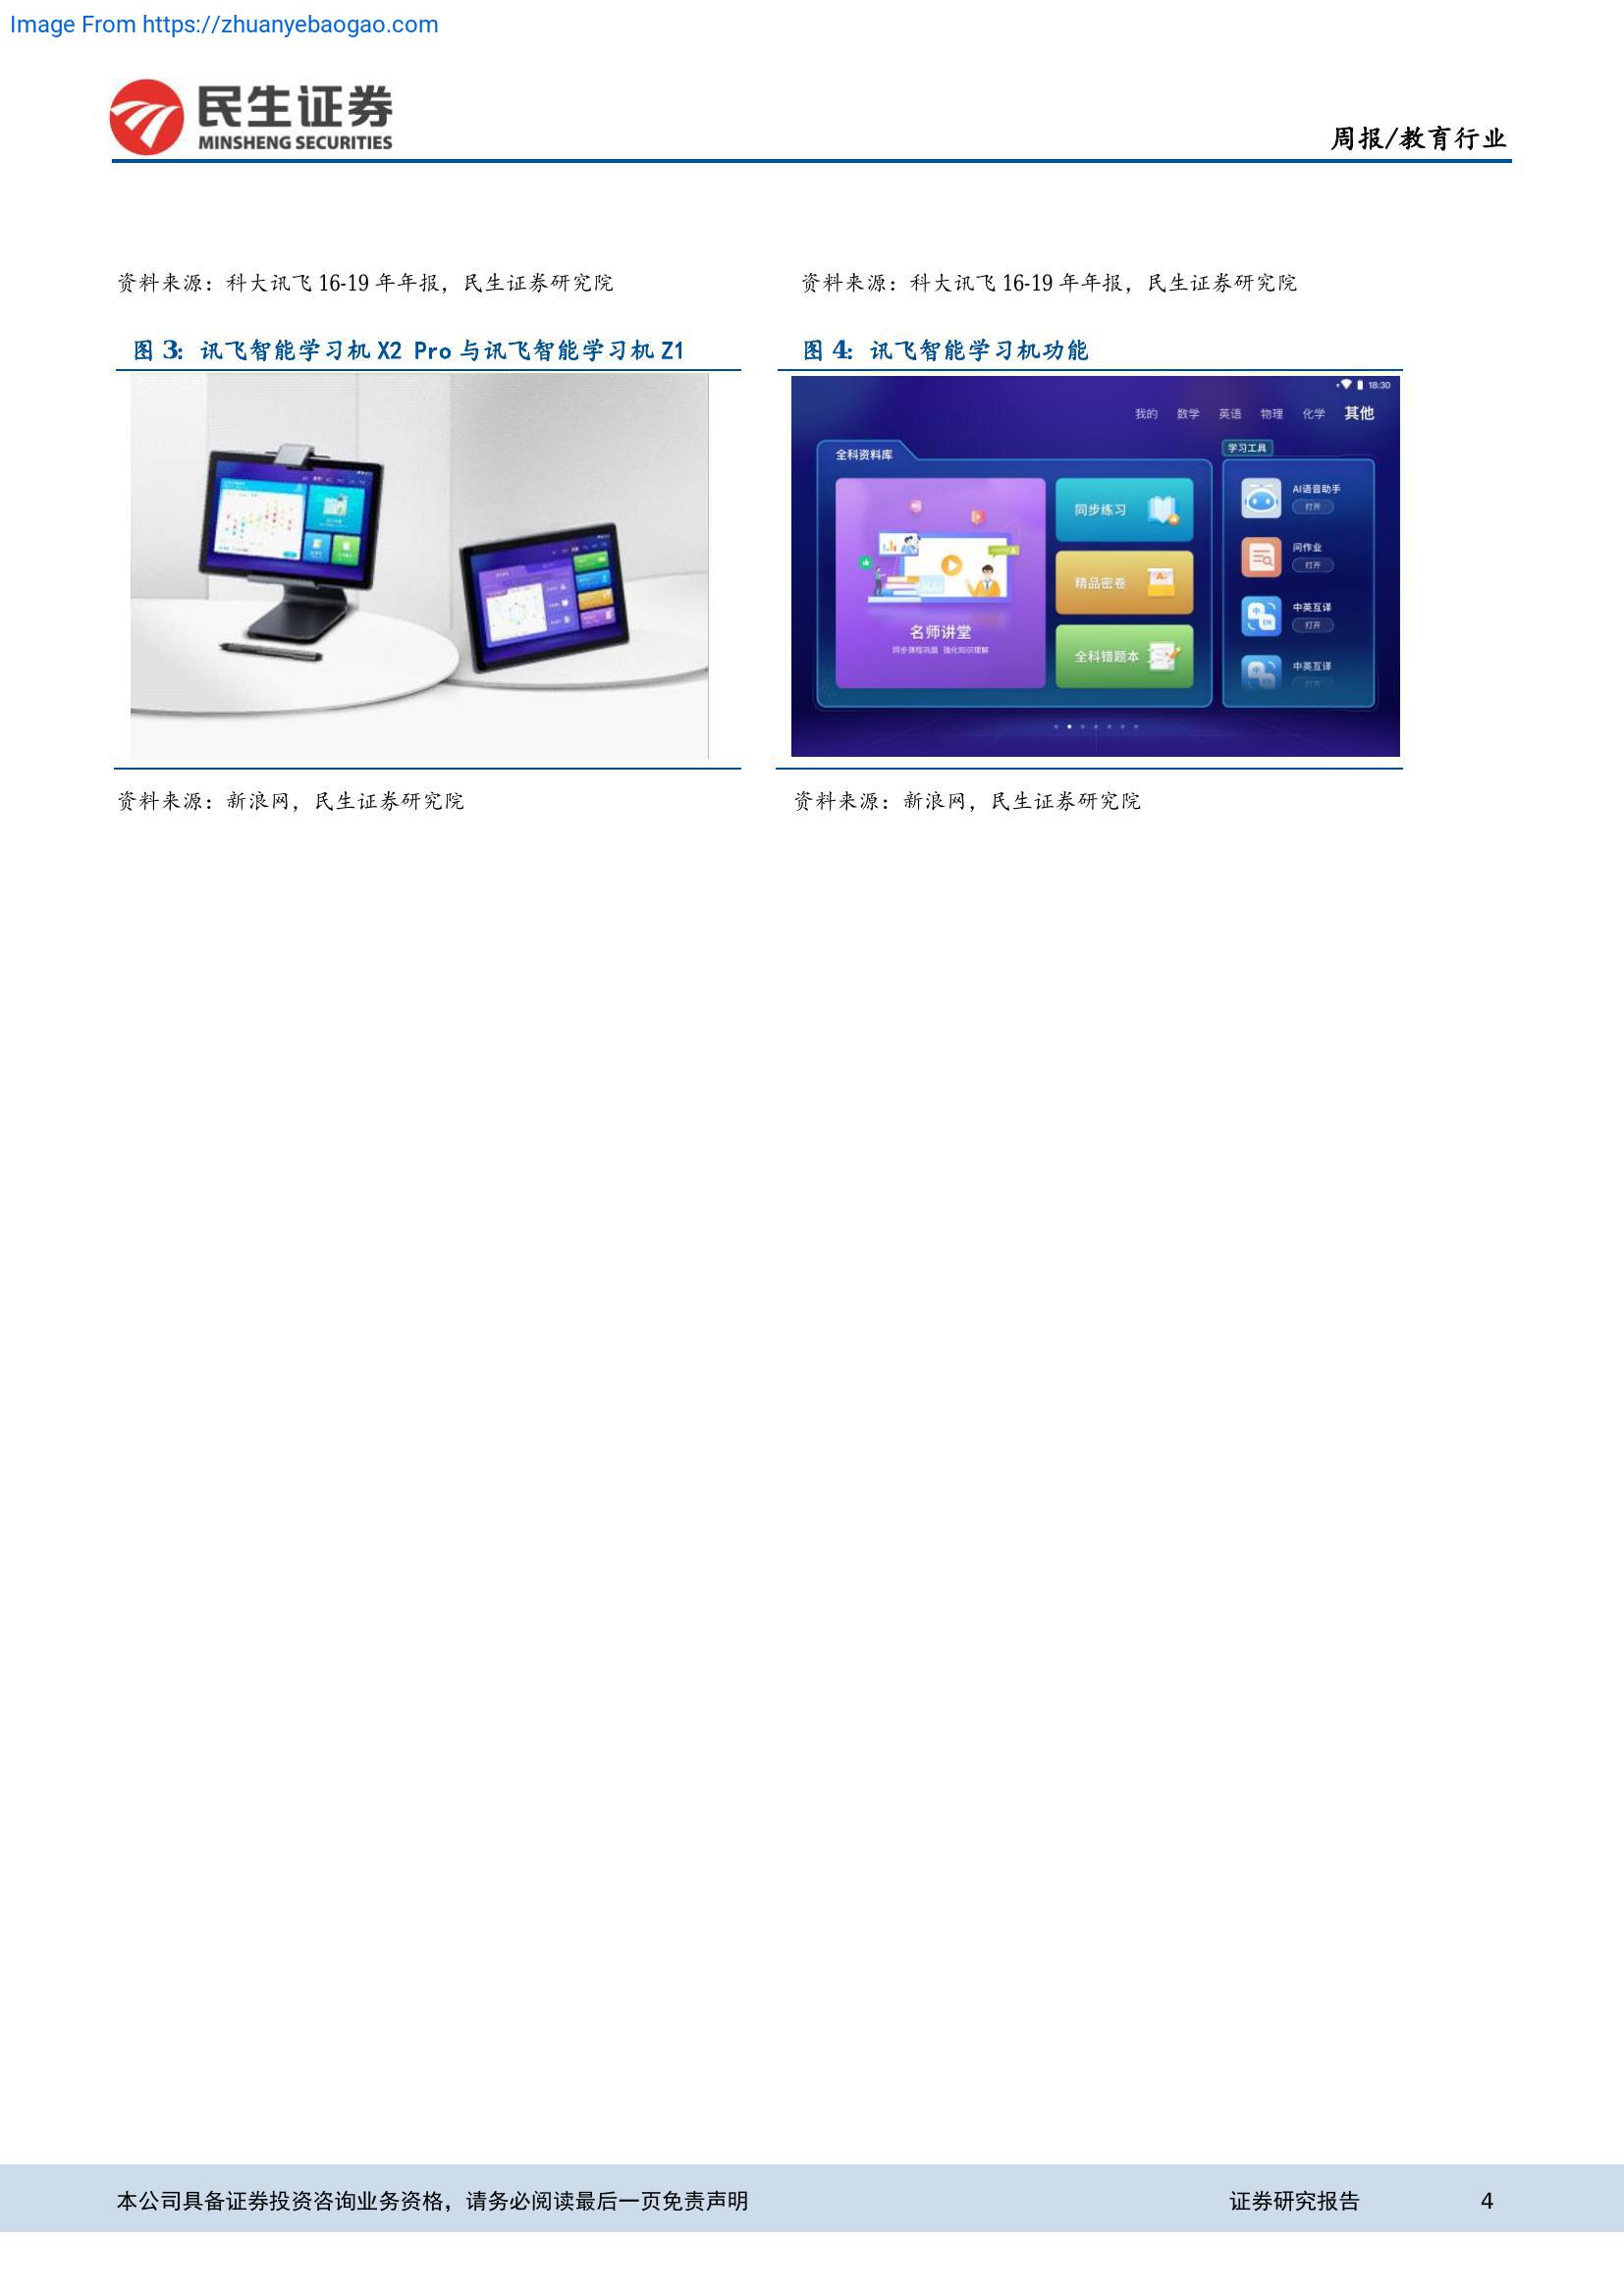 Image From https://zhuanyebaogao.com
民生证券
MINSHENG SECURITIES
周报/教育行业
资料来源：科大讯飞 16-19 年年报，民生证券研究院
资料来源：科大讯飞 16-19 年年报，民生证券研究院
图 3: 讯飞智能学习机 X2 Pro 与讯飞智能学习机 Z1
图 4: 讯飞智能学习机功能
18:30
我的 数学 英语 物理 化学 其他
全科资料库
学习工具
同步练习
精品密卷
全科错题本
名师讲堂
同步课程巩固 强化知识理解
AI语音助手
打开
问作业
打开
中英互译
打开
中英互译
打开
资料来源：新浪网，民生证券研究院
资料来源：新浪网，民生证券研究院
本公司具备证券投资咨询业务资格，请务必阅读最后一页免责声明
证券研究报告
4